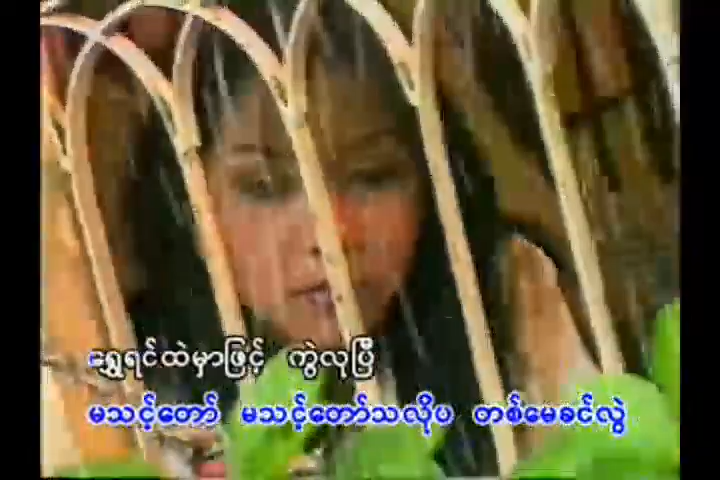 ရွှေရင်ထဲမှာဖြင့် ကွဲလုပြီ
မသင့်တော် မသင့်တော်သလိုပ တစ်မေခင်လွဲ